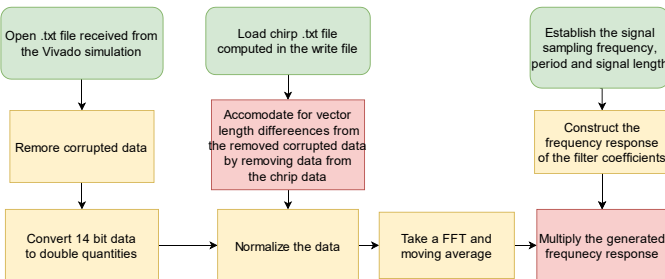 Open .txt file received from
the Vivado simulation
Load chirp .txt file
computed in the write file
Establish the signal
sampling frequency,
period and signal length
Remore corrupted data
Accomodate for vector
length differeences from
the removed corrupted data
by removing data from
the chrip data
Construct the
frequency response
of the filter coefficients
Convert 14 bit data
to double quantities
Normalize the data
Take a FFT and
moving average
Multiply the generated
frequnecy response